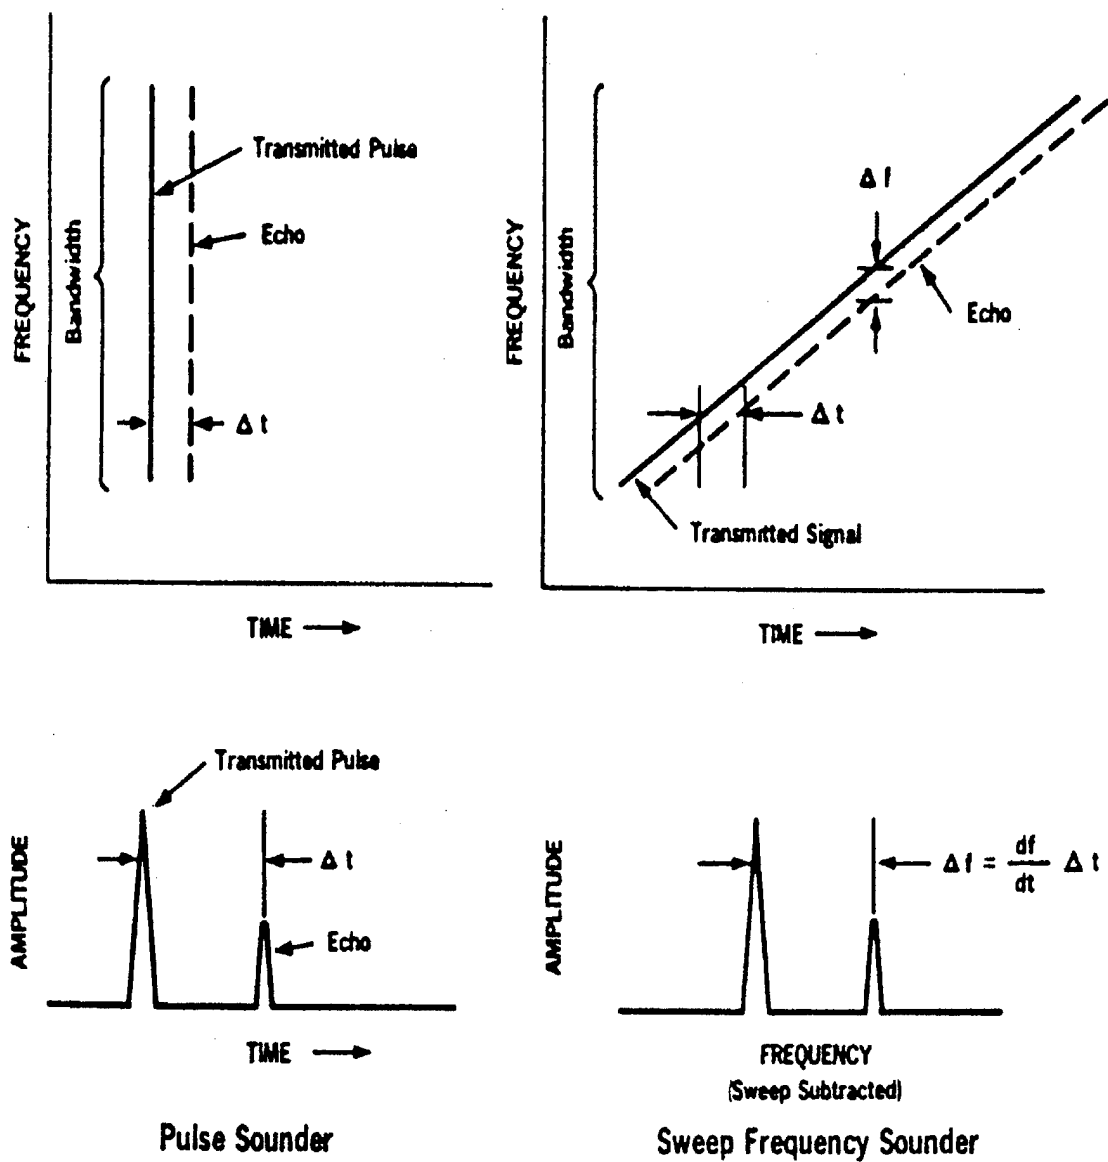 FREQUENCY
Bandwidth
Transmitted Pulse
Echo
Δ t
TIME
FREQUENCY
Bandwidth
Δ f
Echo
Δ t
Transmitted Signal
TIME
AMPLITUDE
Transmitted Pulse
Δ t
Echo
TIME
Pulse Sounder
AMPLITUDE
Δ f = df/dt Δ t
FREQUENCY
(Sweep Subtracted)
Sweep Frequency Sounder